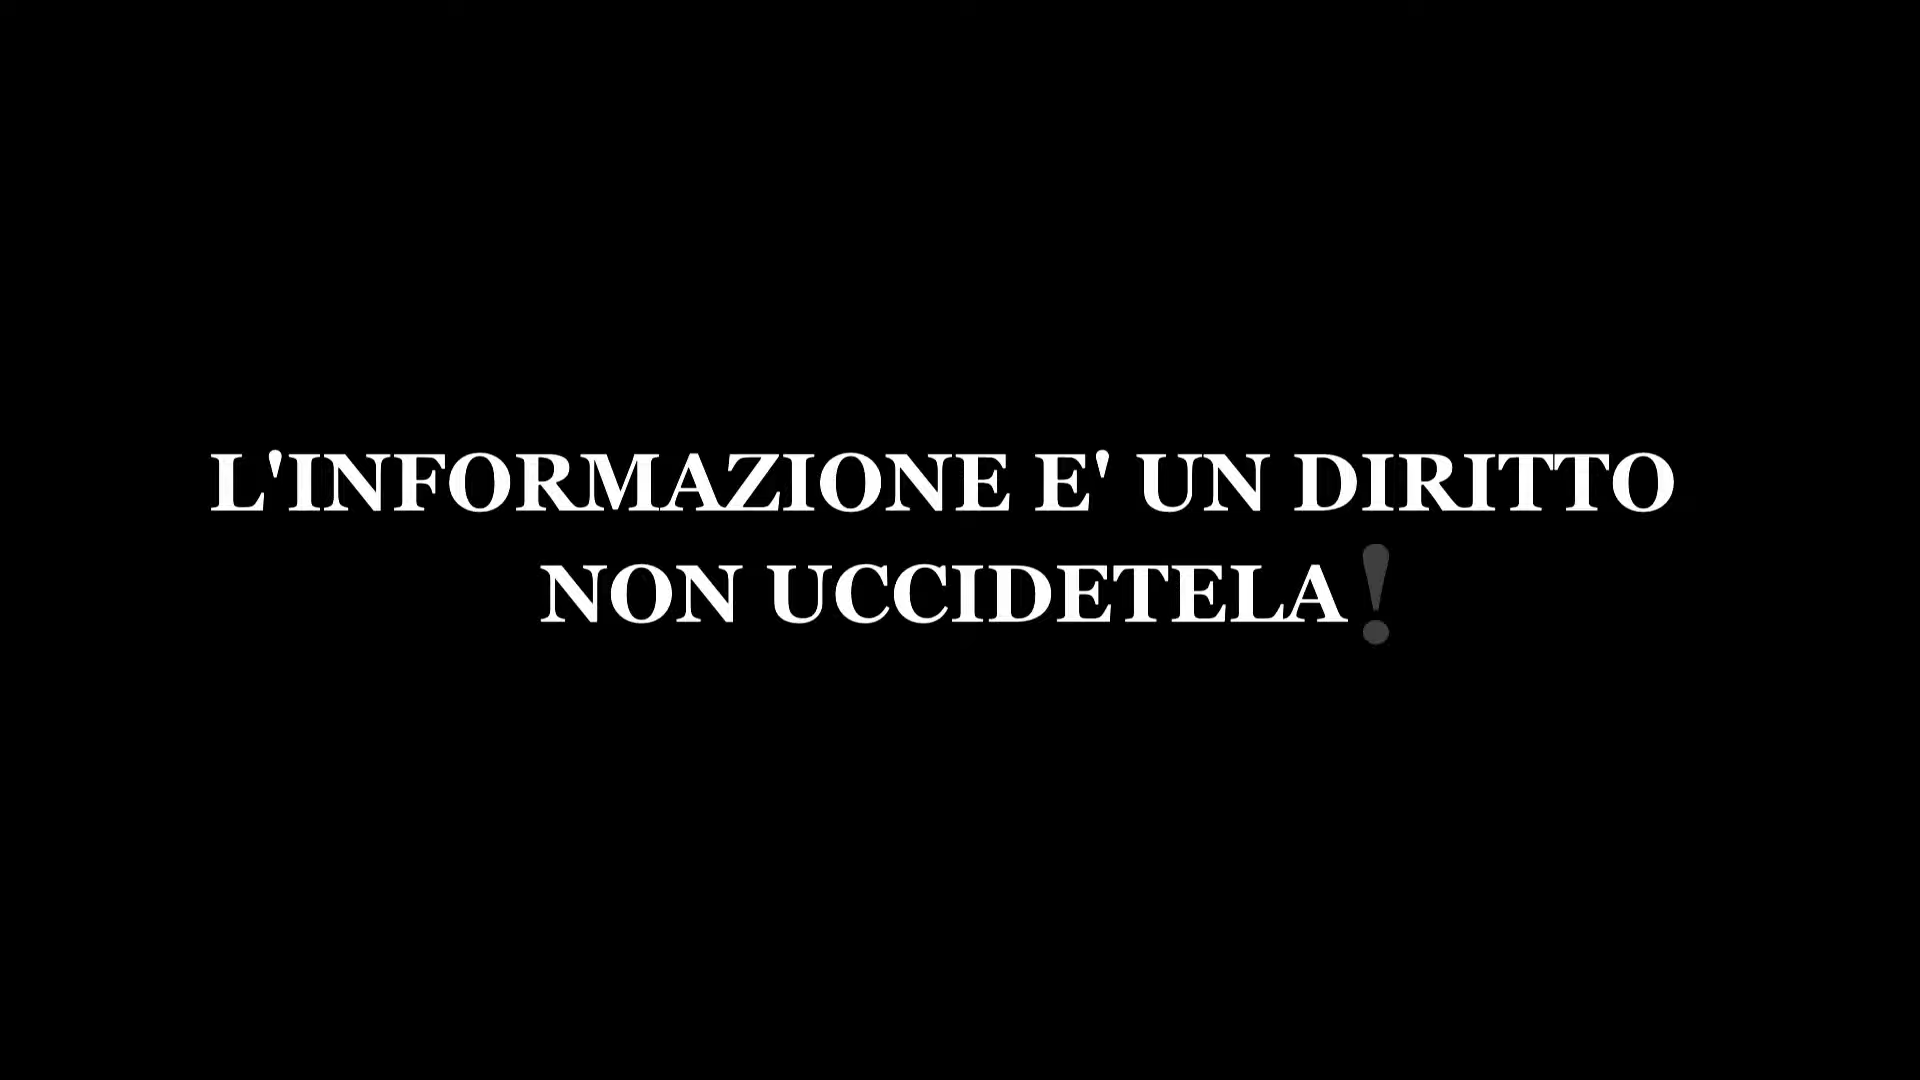 L'INFORMAZIONE E' UN DIRITTO
NON UCCIDETELA❗